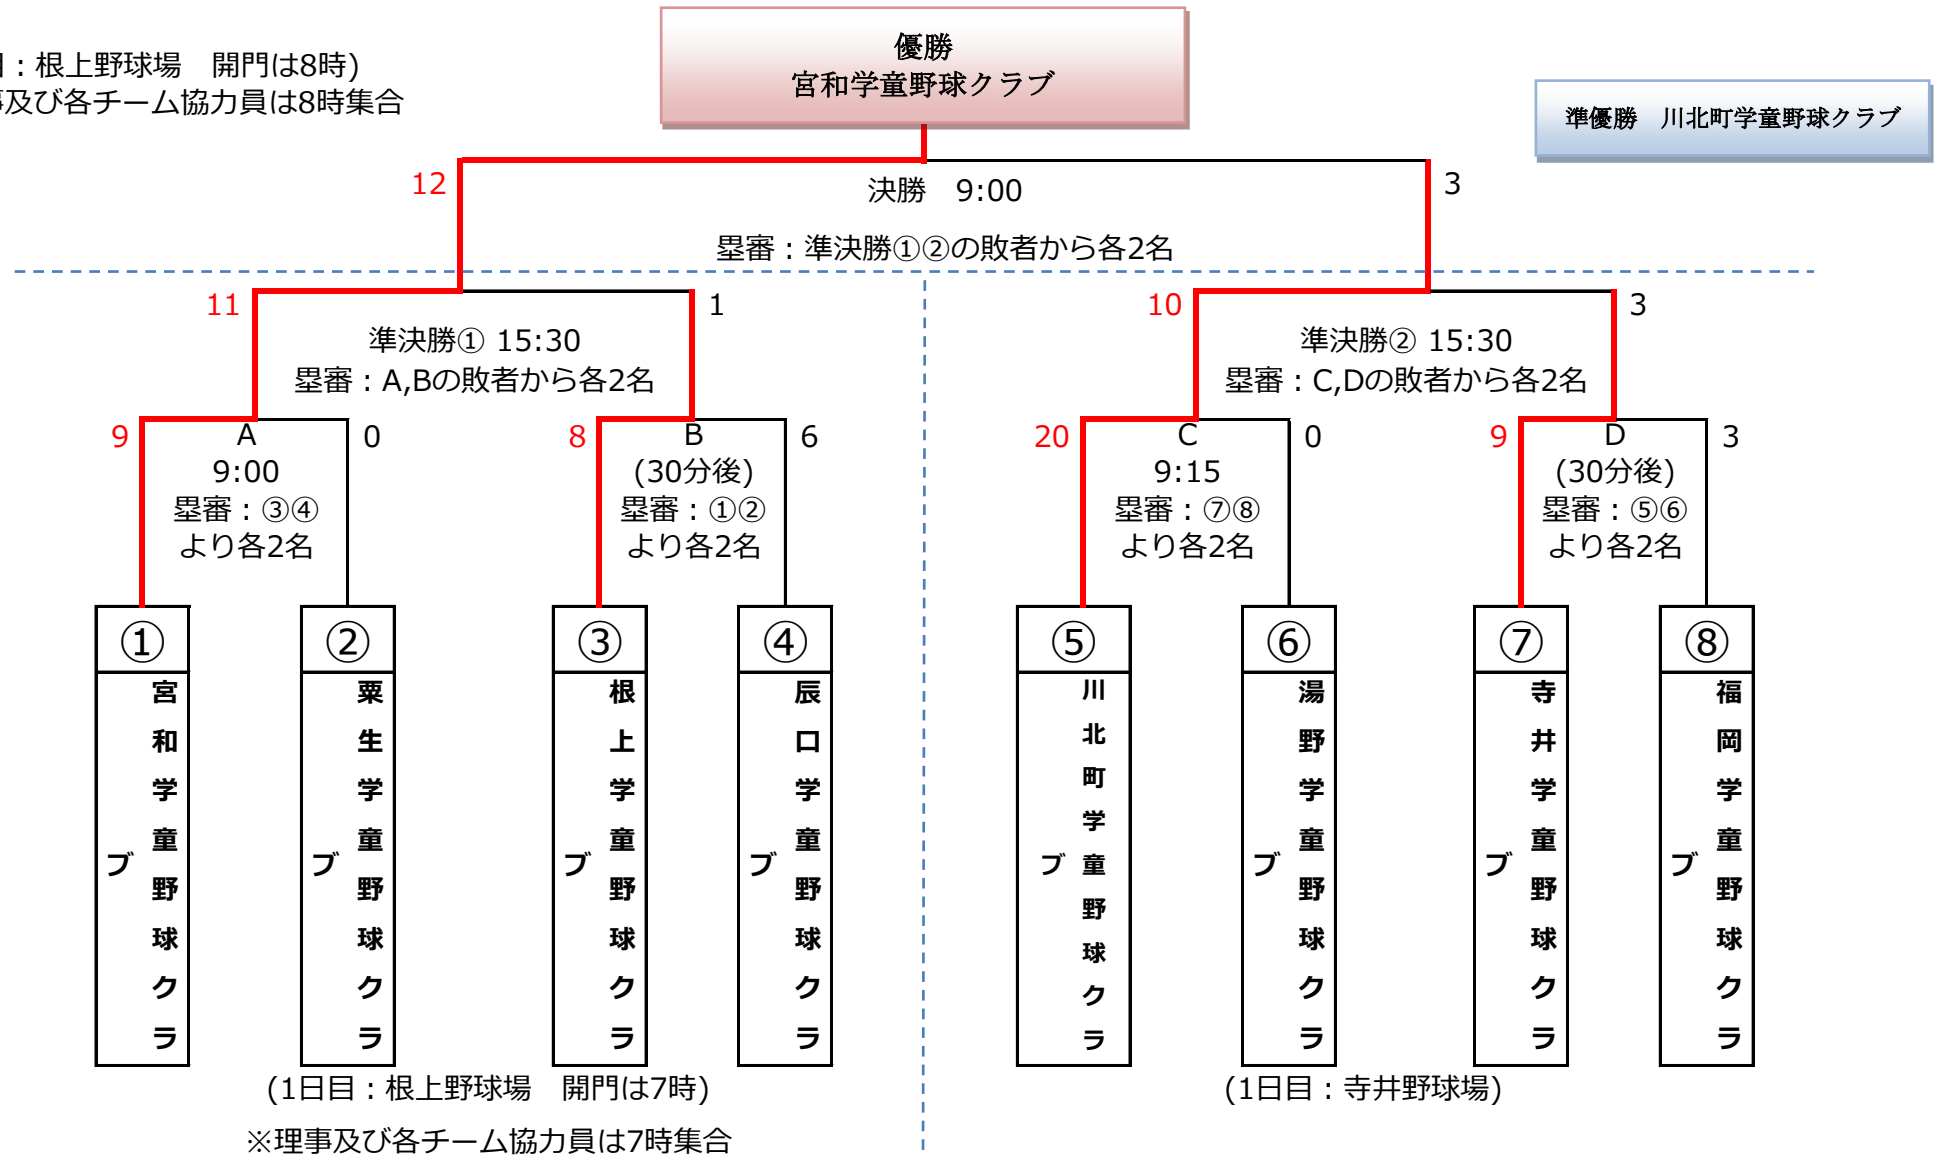 優勝
宮和学童野球クラブ
：根上野球場　開門は8時)
及び各チーム協力員は8時集合
準優勝　川北町学童野球クラブ
12
決勝　9:00
3
塁審：準決勝①②の敗者から各2名
11
1
準決勝① 15:30
塁審：A,Bの敗者から各2名
10
3
準決勝② 15:30
塁審：C,Dの敗者から各2名
9
A
0
9:00
塁審：③④
より各2名
8
B
6
(30分後)
塁審：①②
より各2名
20
C
0
9:15
塁審：⑦⑧
より各2名
9
D
3
(30分後)
塁審：⑤⑥
より各2名
①
宮和学童野球クラ
ブ
②
粟生学童野球クラ
ブ
③
根上学童野球クラ
ブ
④
辰口学童野球クラ
ブ
⑤
川北町学童野球クラ
ブ
⑥
湯野学童野球クラ
ブ
⑦
寺井学童野球クラ
ブ
⑧
福岡学童野球クラ
ブ
(1日目：根上野球場　開門は7時)
※理事及び各チーム協力員は7時集合
(1日目：寺井野球場)